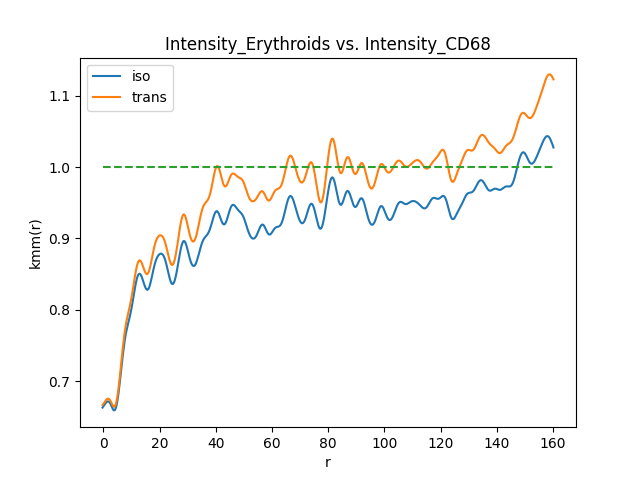 Intensity_Erythroids vs. Intensity_CD68
iso
trans
1.1
1.0
0.9
0.8
0.7
kmm(r)
0 20 40 60 80 100 120 140 160
r